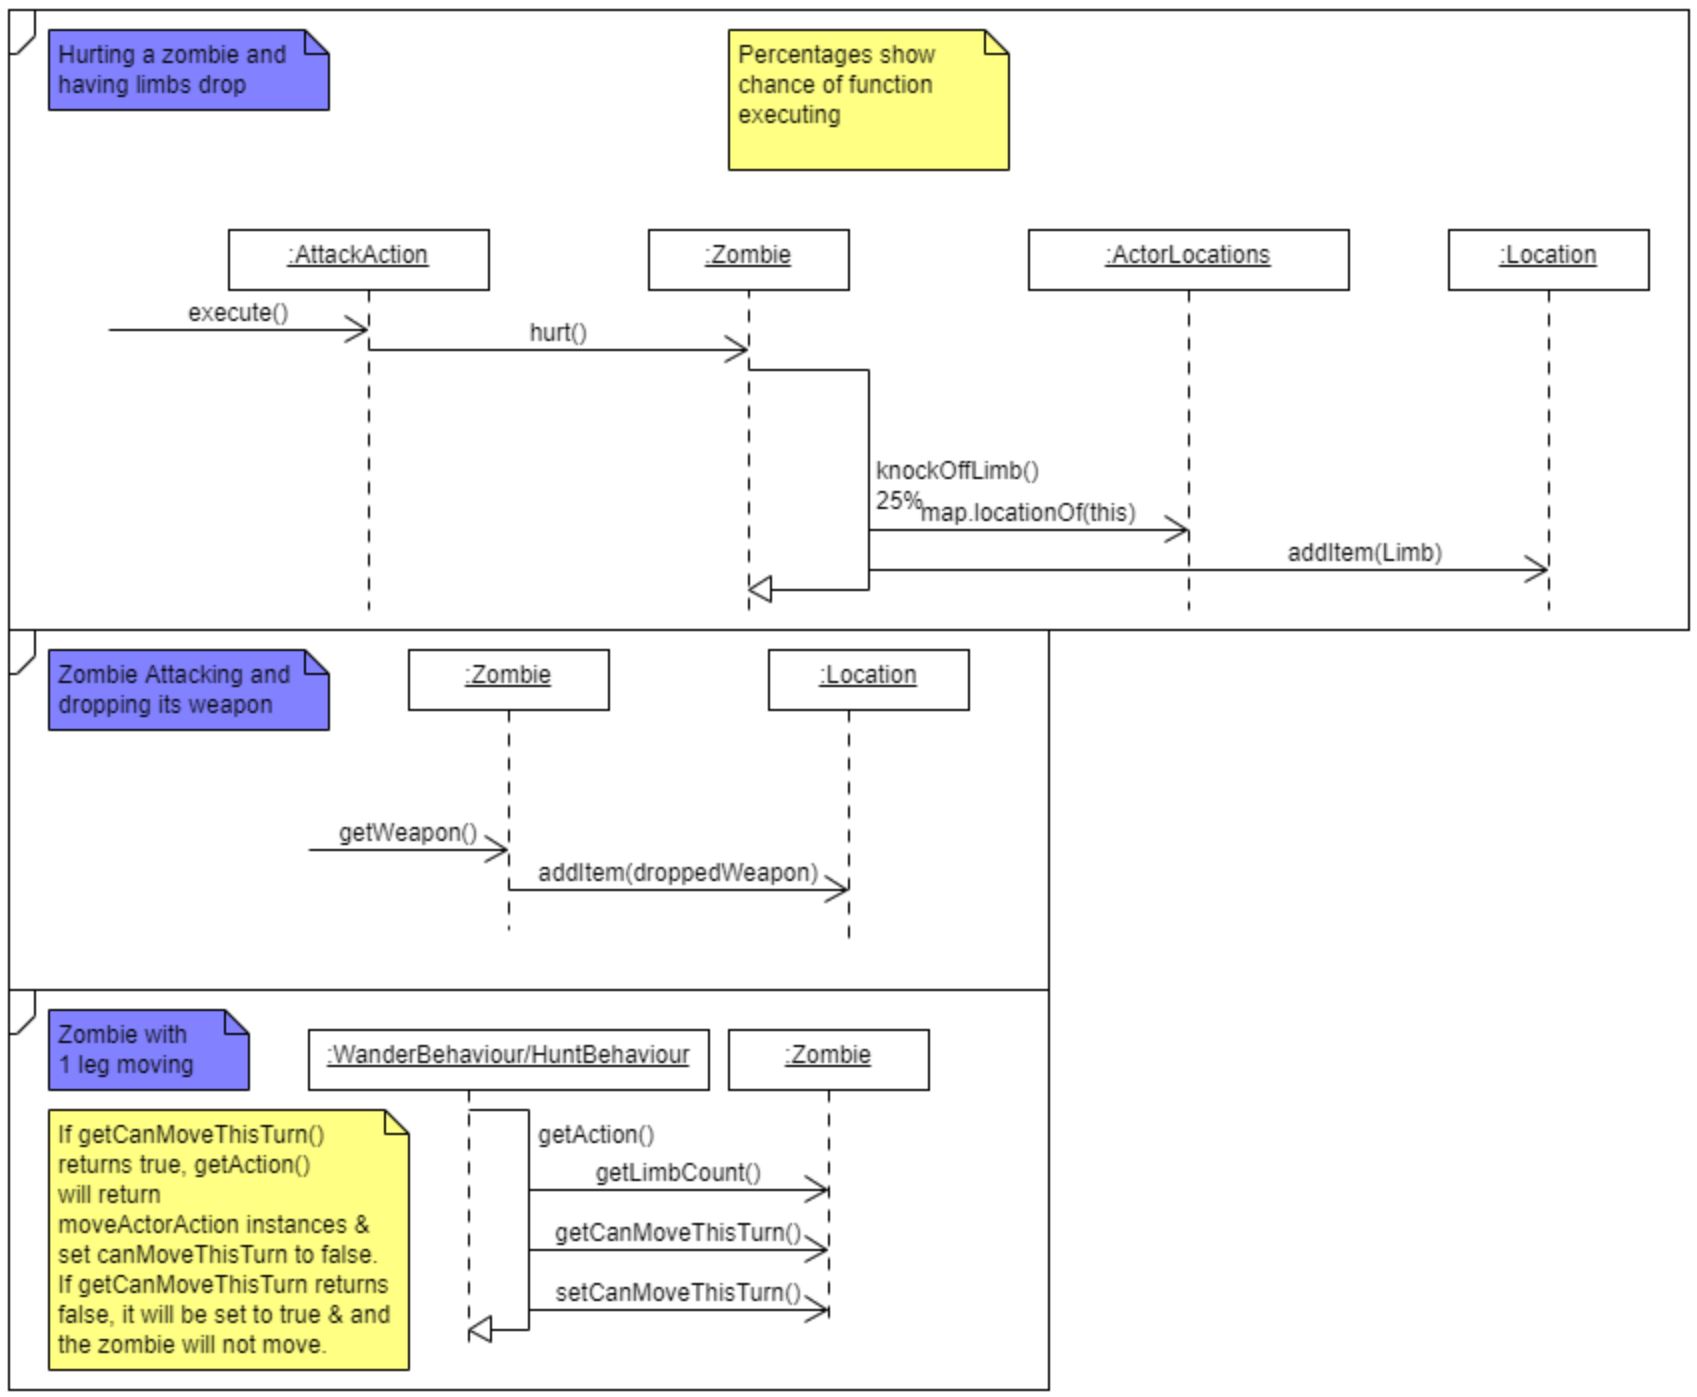 Hurting a zombie and
having limbs drop
Percentages show
chance of function
executing
:AttackAction
:Zombie
:ActorLocations
:Location
execute()
hurt()
knockOffLimb()
25%
map.locationOf(this)
addItem(Limb)
Zombie Attacking and
dropping its weapon
:Zombie
:Location
getWeapon()
addItem(droppedWeapon)
Zombie with
1 leg moving
:WanderBehaviour/HuntBehaviour
:Zombie
If getCanMoveThisTurn()
returns true, getAction()
will return
moveActorAction instances &
set canMoveThisTurn to false.
If getCanMoveThisTurn returns
false, it will be set to true & and
the zombie will not move.
getAction()
getLimbCount()
getCanMoveThisTurn()
setCanMoveThisTurn()